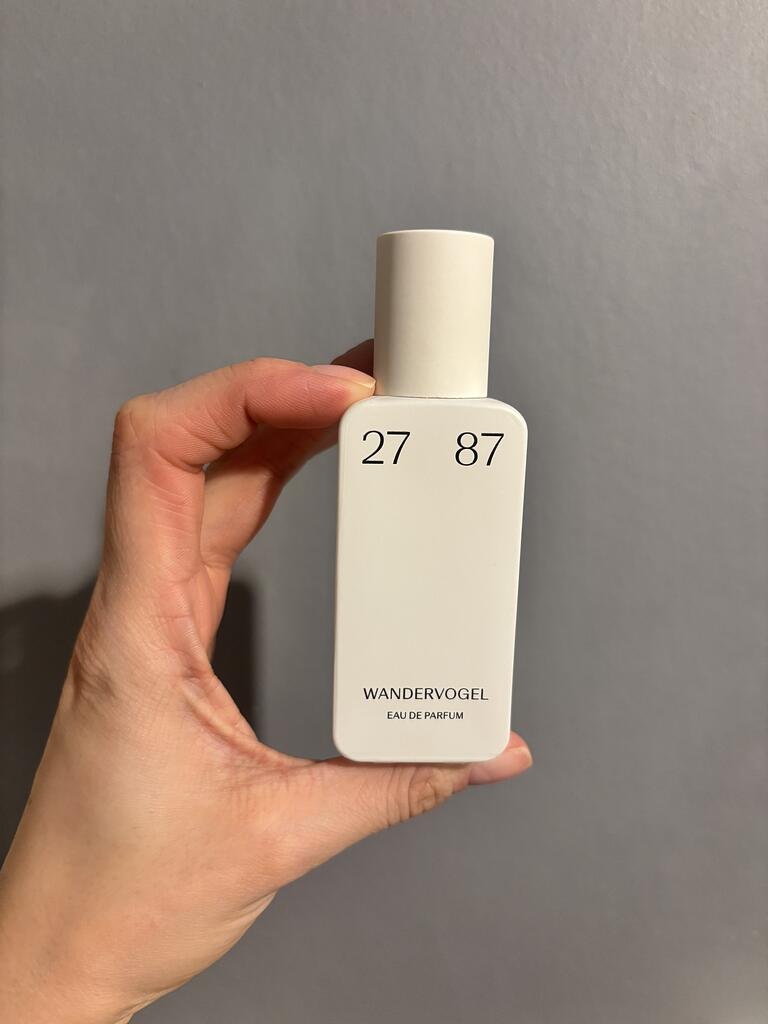 27 87
WANDERVOGEL
EAU DE PARFUM